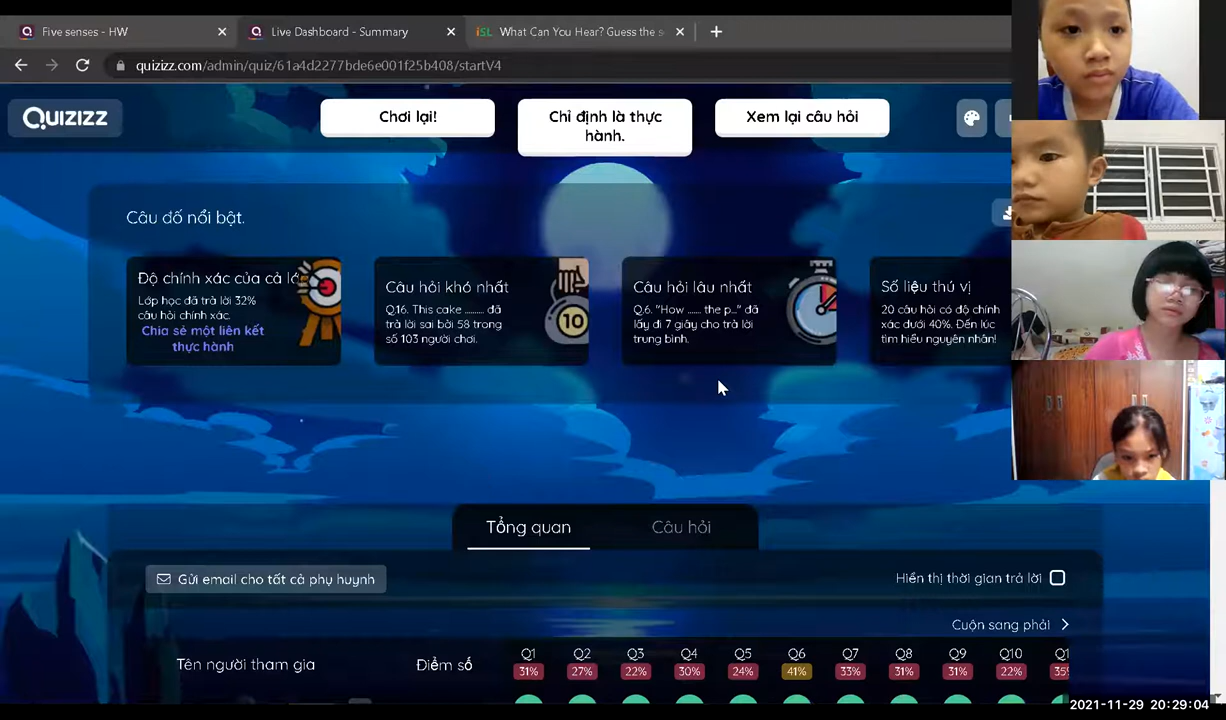 Five senses - HW
Live Dashboard - Summary
iSL What Can You Hear? Guess the s
quizizz.com/admin/quiz/61a4d2277bde6e001f25b408/startV4
QUIZIZZ
Chơi lại!
Chỉ định là thực
hành.
Xem lại câu hỏi
Câu đố nổi bật.
Độ chính xác của cả lớ
Lớp học đã trả lời 32%
câu hỏi chính xác.
Chia sẻ một liên kết
thực hành
Câu hỏi khó nhất
Q.16. This cake ......... đã
trả lời sai bởi 58 trong
số 103 người chơi.
10
Câu hỏi lâu nhất
Q.6. "How ...... the p..." đã
lấy đi 7 giây cho trả lời
trung bình.
Số liệu thú vị
20 câu hỏi có độ chính
xác dưới 40%. Đến lúc
tìm hiểu nguyên nhân!
Tổng quan
Câu hỏi
Gửi email cho tất cả phụ huynh
Hiển thị thời gian trả lời
Cuộn sang phải
Tên người tham gia
Điểm số
Q1 Q2 Q3 Q4 Q5 Q6 Q7 Q8 Q9 Q10 Q1
31% 27% 22% 30% 24% 41% 33% 31% 31% 22% 35%
2021-11-29 20:29:04